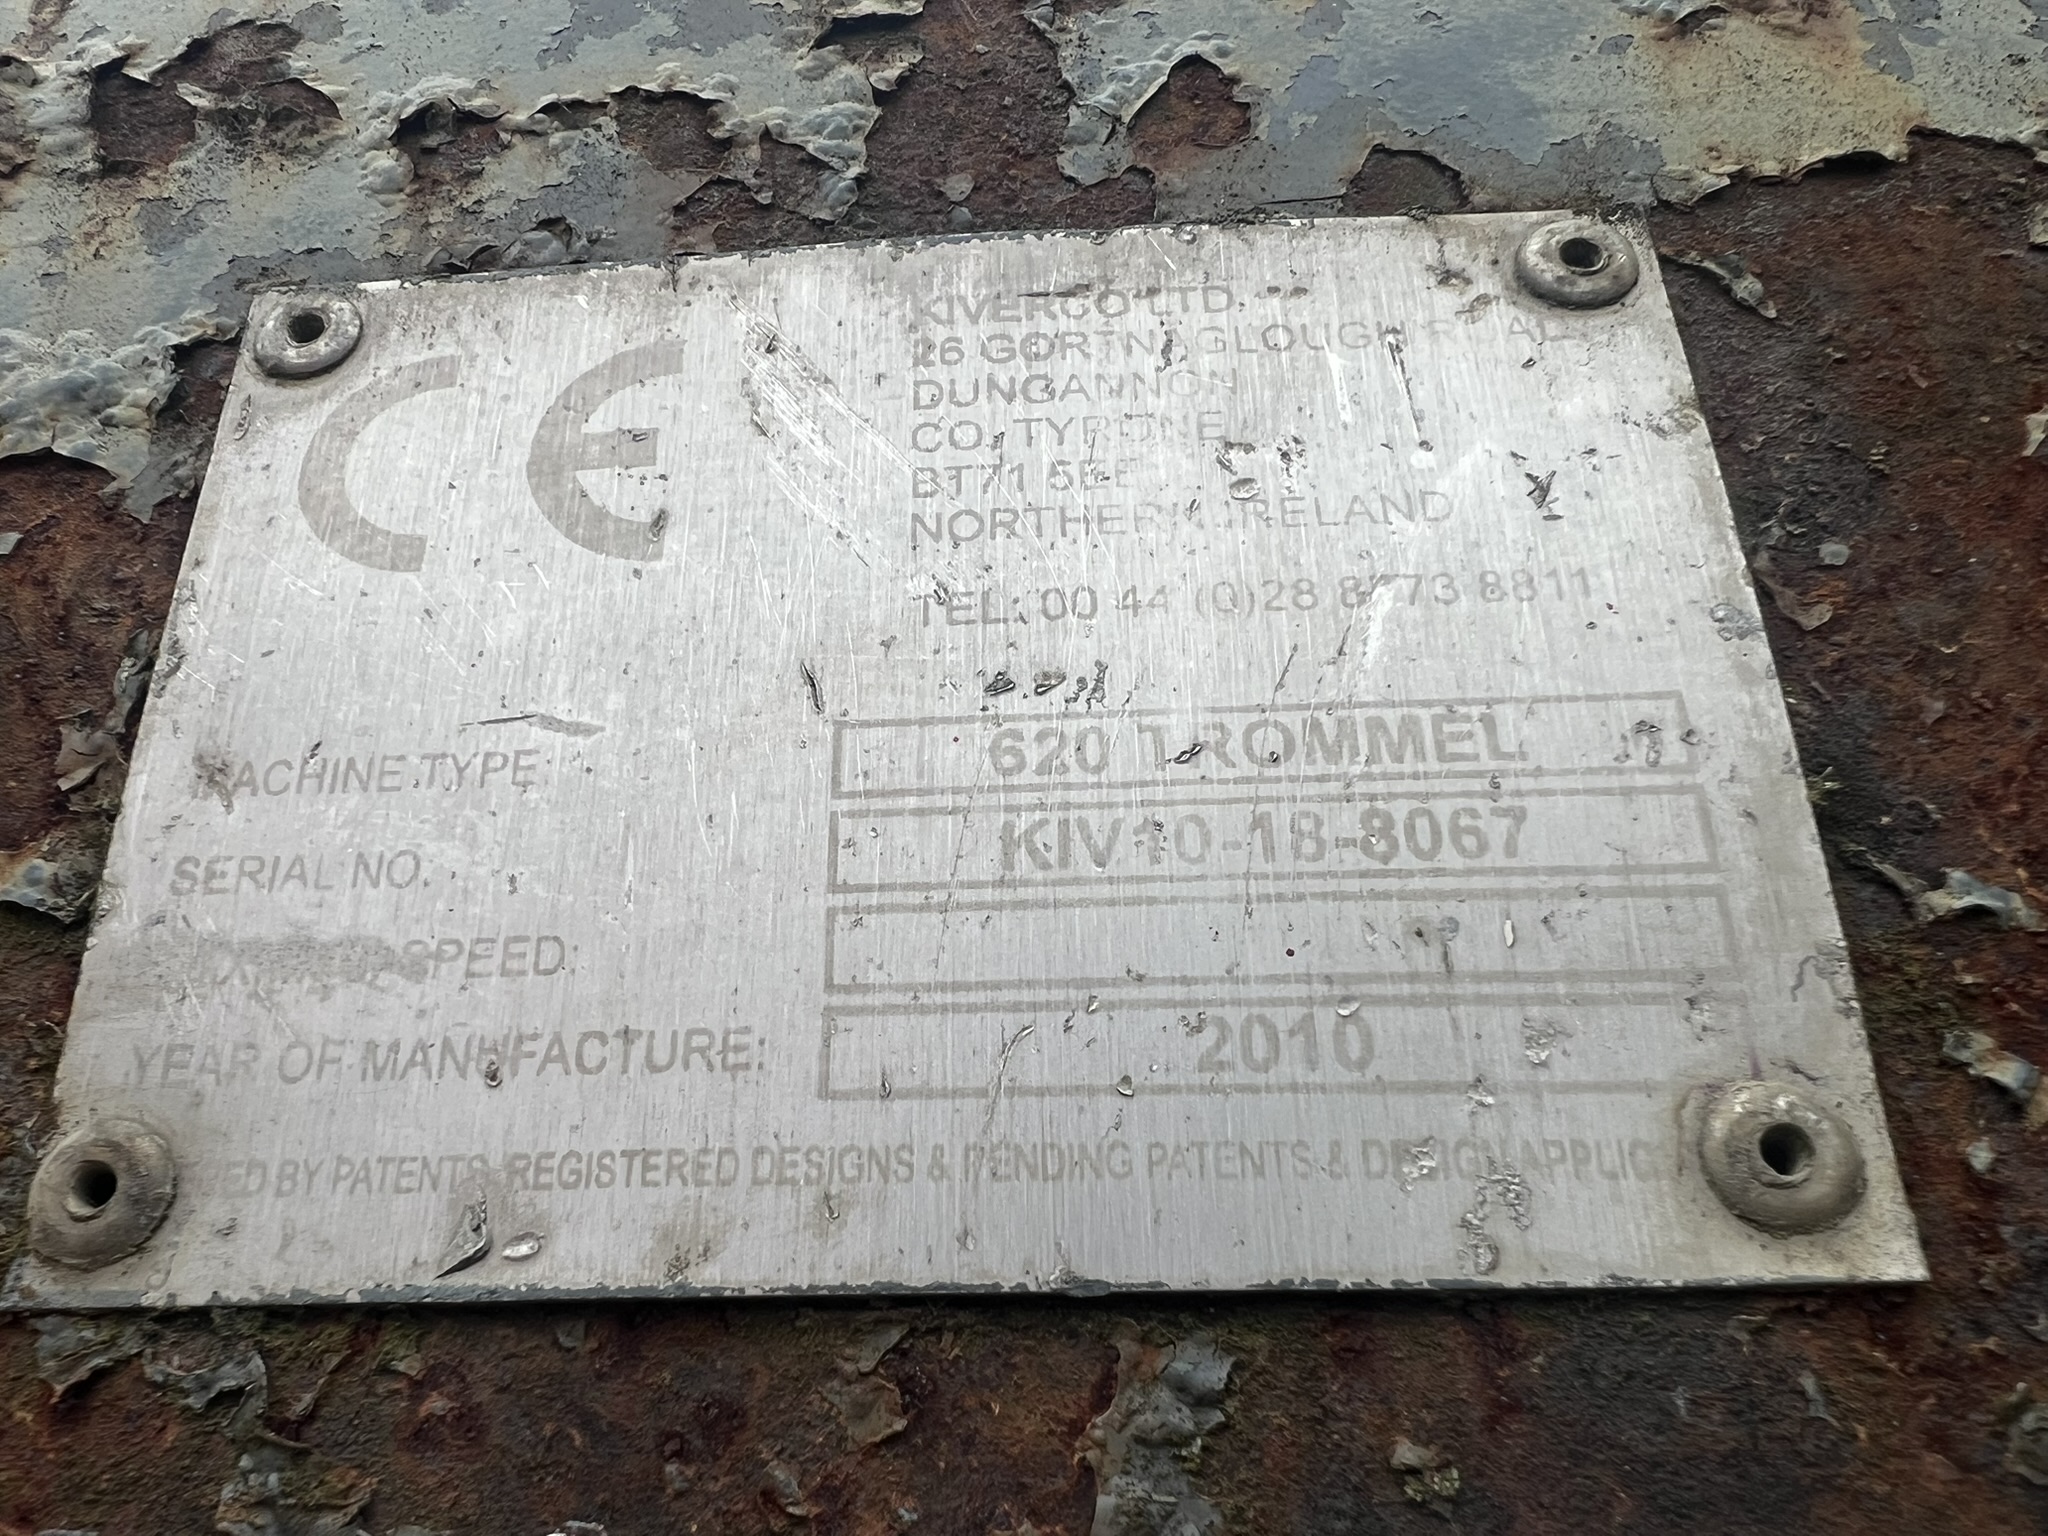 CE
KIVERCO LTD.
26 GORTNAGLOUGH ROAD
DUNGANNON
CO. TYRONE
BT71 5EE
NORTHERN IRELAND
TEL: 00 44 (0)28 8773 8811
MACHINE TYPE 620 TROMMEL
SERIAL NO. KIV10-18-8067
SPEED:
YEAR OF MANUFACTURE: 2010
BY PATENTS REGISTERED DESIGNS & PENDING PATENTS & DESIGN